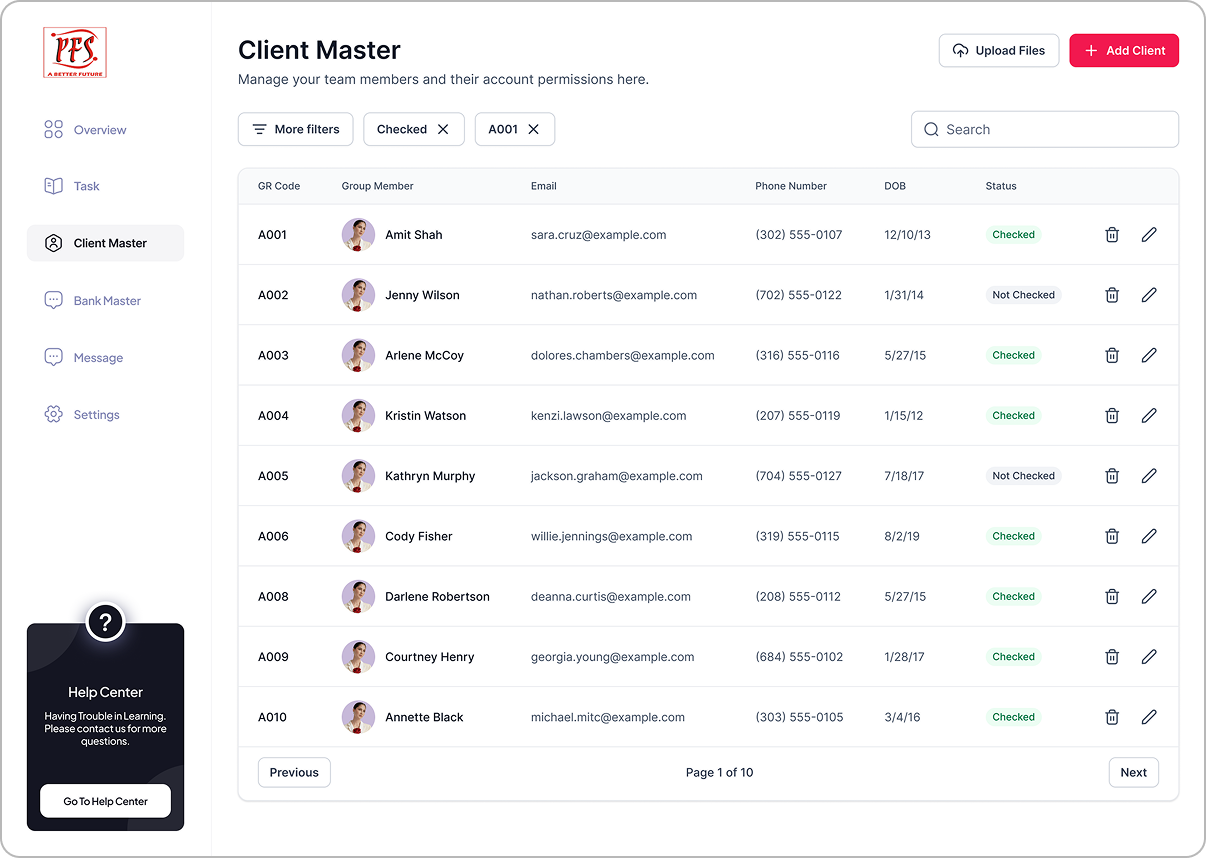 PFS
A BETTER FUTURE
Client Master
Manage your team members and their account permissions here.
Upload Files
Add Client
Overview
Task
Client Master
Bank Master
Message
Settings
More filters
Checked
A001
Search
GR Code Group Member Email Phone Number DOB Status
A001 Amit Shah sara.cruz@example.com (302) 555-0107 12/10/13 Checked
A002 Jenny Wilson nathan.roberts@example.com (702) 555-0122 1/31/14 Not Checked
A003 Arlene McCoy dolores.chambers@example.com (316) 555-0116 5/27/15 Checked
A004 Kristin Watson kenzi.lawson@example.com (207) 555-0119 1/15/12 Checked
A005 Kathryn Murphy jackson.graham@example.com (704) 555-0127 7/18/17 Not Checked
A006 Cody Fisher willie.jennings@example.com (319) 555-0115 8/2/19 Checked
A008 Darlene Robertson deanna.curtis@example.com (208) 555-0112 5/27/15 Checked
A009 Courtney Henry georgia.young@example.com (684) 555-0102 1/28/17 Checked
A010 Annette Black michael.mitc@example.com (303) 555-0105 3/4/16 Checked
Previous Page 1 of 10 Next
?
Help Center
Having Trouble in Learning.
Please contact us for more
questions.
Go To Help Center